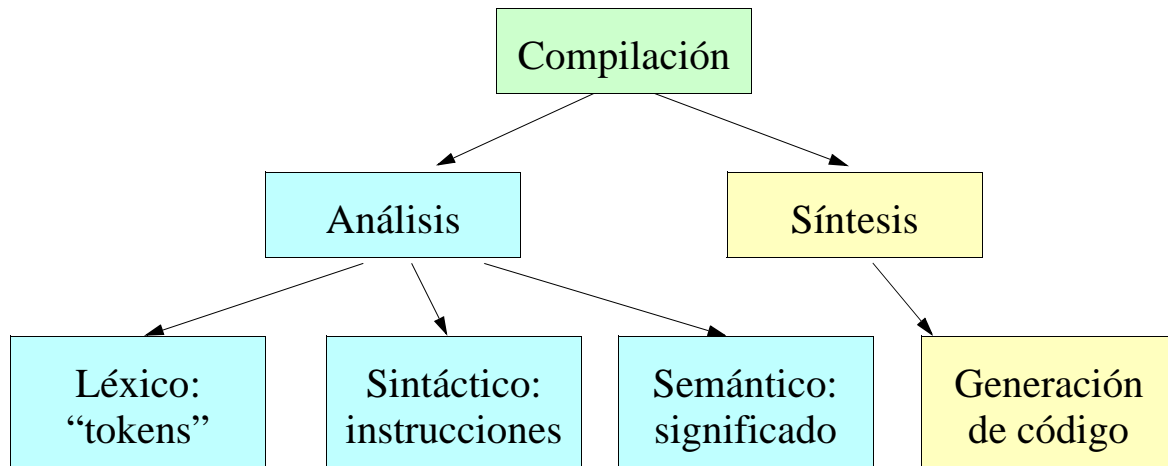 Compilación
Análisis
Síntesis
Léxico:
“tokens”
Sintáctico:
instrucciones
Semántico:
significado
Generación
de código